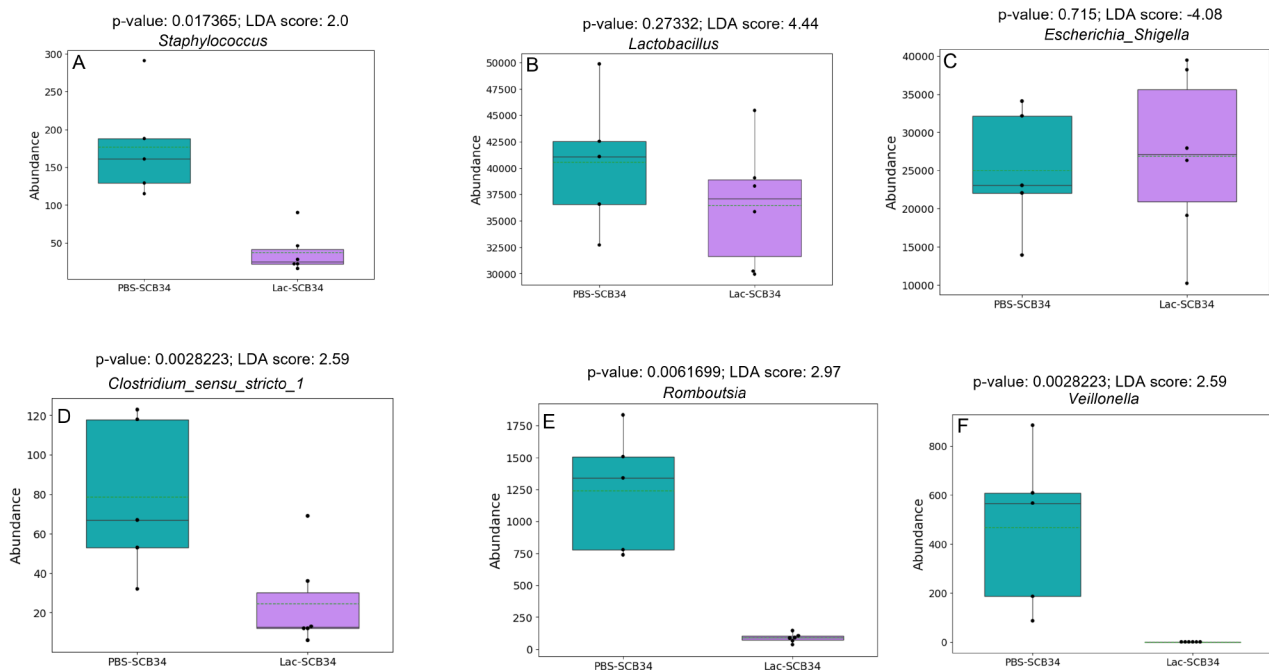 p-value: 0.017365; LDA score: 2.0
Staphylococcus
A
300
250
200
150
100
50
Abundance
PBS-SCB34
Lac-SCB34
p-value: 0.27332; LDA score: 4.44
Lactobacillus
B
50000
47500
45000
42500
40000
37500
35000
32500
30000
Abundance
PBS-SCB34
Lac-SCB34
p-value: 0.715; LDA score: -4.08
Escherichia_Shigella
C
40000
35000
30000
25000
20000
15000
10000
Abundance
PBS-SCB34
Lac-SCB34
p-value: 0.0028223; LDA score: 2.59
Clostridium_sensu_stricto_1
D
120
100
80
60
40
20
Abundance
PBS-SCB34
Lac-SCB34
p-value: 0.0061699; LDA score: 2.97
Romboutsia
E
1750
1500
1250
1000
750
500
250
0
Abundance
PBS-SCB34
Lac-SCB34
p-value: 0.0028223; LDA score: 2.59
Veillonella
F
800
600
400
200
0
Abundance
PBS-SCB34
Lac-SCB34